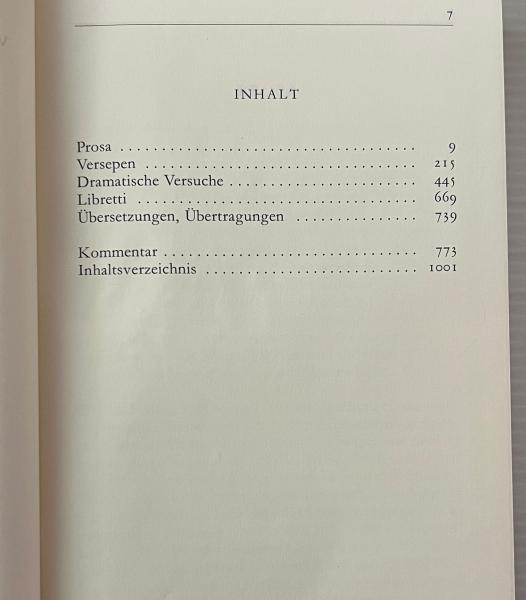 7
INHALT
Prosa . . . . . . . . . . . . . . . . . . . . . . . . . . . . . . . . . . . . 9
Versepen . . . . . . . . . . . . . . . . . . . . . . . . . . . . . . . . . 215
Dramatische Versuche . . . . . . . . . . . . . . . . . . . . . . . 445
Libretti . . . . . . . . . . . . . . . . . . . . . . . . . . . . . . . . . . 669
Übersetzungen, Übertragungen . . . . . . . . . . . . . . . 739
Kommentar . . . . . . . . . . . . . . . . . . . . . . . . . . . . . . . 773
Inhaltsverzeichnis . . . . . . . . . . . . . . . . . . . . . . . . . . 1001